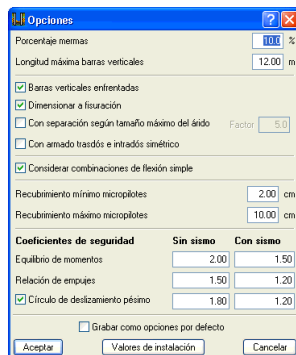 Opciones
Porcentaje mermas 10.0 %
Longitud máxima barras verticales 12.00 m
Barras verticales enfrentadas
Dimensionar a fisuración
Con separación según tamaño máximo del árido Factor 5.0
Con armado trasdós e intradós simétrico
Considerar combinaciones de flexión simple
Recubrimiento mínimo micropilotes 2.00 cm
Recubrimiento máximo micropilotes 10.00 cm
Coeficientes de seguridad Sin sismo Con sismo
Equilibrio de momentos 2.00 1.50
Relación de empujes 1.50 1.20
Círculo de deslizamiento pésimo 1.80 1.20
Grabar como opciones por defecto
Aceptar Valores de instalación Cancelar